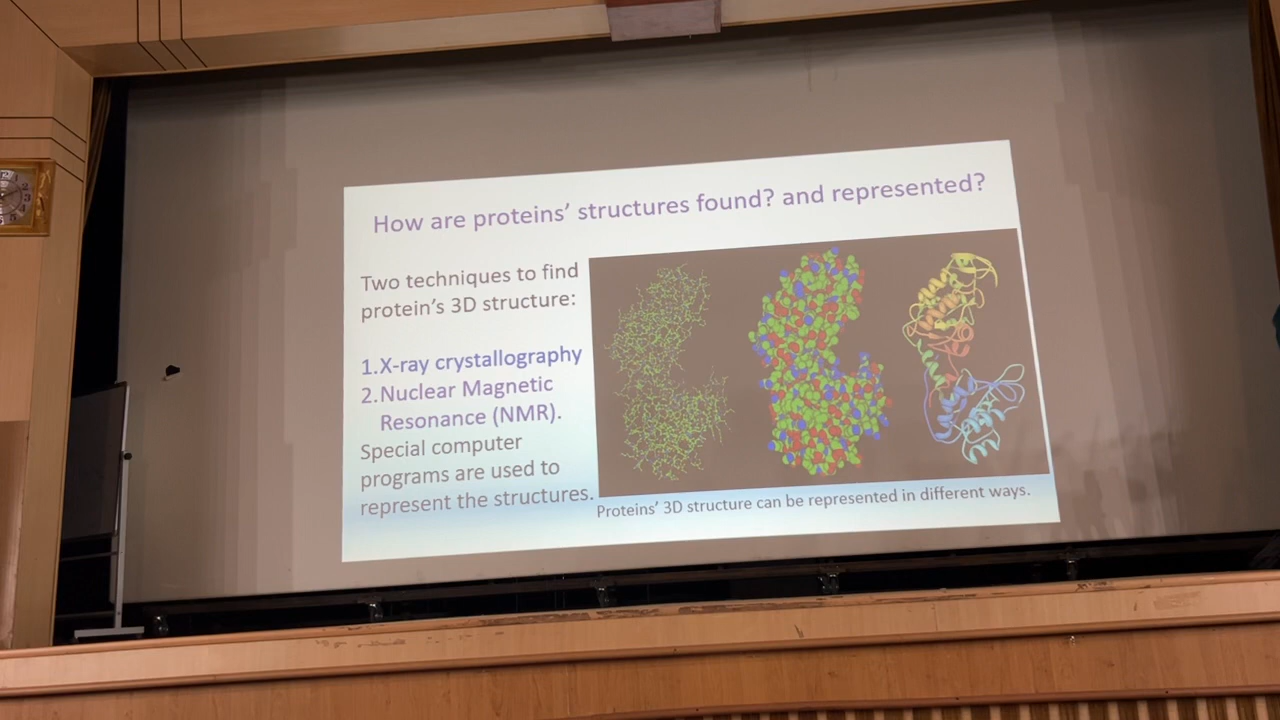 How are proteins’ structures found? and represented?
Two techniques to find
protein’s 3D structure:
1.X-ray crystallography
2.Nuclear Magnetic
Resonance (NMR).
Special computer
programs are used to
represent the structures.
Proteins’ 3D structure can be represented in different ways.